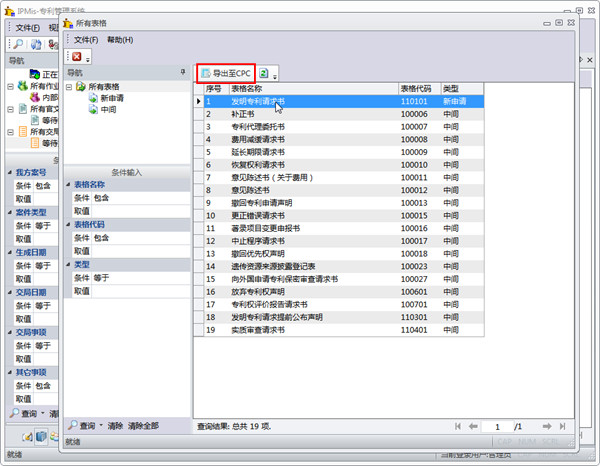 IPMis-专利管理系统
文件(F)
导航
正在
所有作业
内部
所有官文
等待
所有交局
等待
我方案号
条件 包含
取值
案件类型
条件 等于
取值
生成日期
条件 等于
取值
交局日期
条件 等于
取值
交局事项
条件 等于
取值
其它事项
条件 包含
取值
查询 清除
就绪
当前登录用户:管理员
CAP NUM SCRL
所有表格
文件(F) 帮助(H)
导航
所有表格
新申请
中间
条件输入
表格名称
条件 包含
取值
表格代码
条件 包含
取值
类型
条件 等于
取值
查询 清除 清除全部
就绪
导出至CPC
序号 表格名称 表格代码 类型
1 发明专利请求书 110101 新申请
2 补正书 100006 中间
3 专利代理委托书 100007 中间
4 费用减缓请求书 100008 中间
5 延长期限请求书 100009 中间
6 恢复权利请求书 100010 中间
7 意见陈述书(关于费用) 100011 中间
8 意见陈述书 100012 中间
9 撤回专利申请声明 100013 中间
10 更正错误请求书 100015 中间
11 著录项目变更申报书 100016 中间
12 中止程序请求书 100017 中间
13 撤回优先权声明 100018 中间
14 遗传资源来源披露登记表 100023 中间
15 向外国申请专利保密审查请求书 100027 中间
16 放弃专利权声明 100601 中间
17 专利权评价报告请求书 100701 中间
18 发明专利请求提前公布声明 110301 中间
19 实质审查请求书 110401 中间
查询结果: 总共 19 项.
1 /1
CAP NUM SCRL